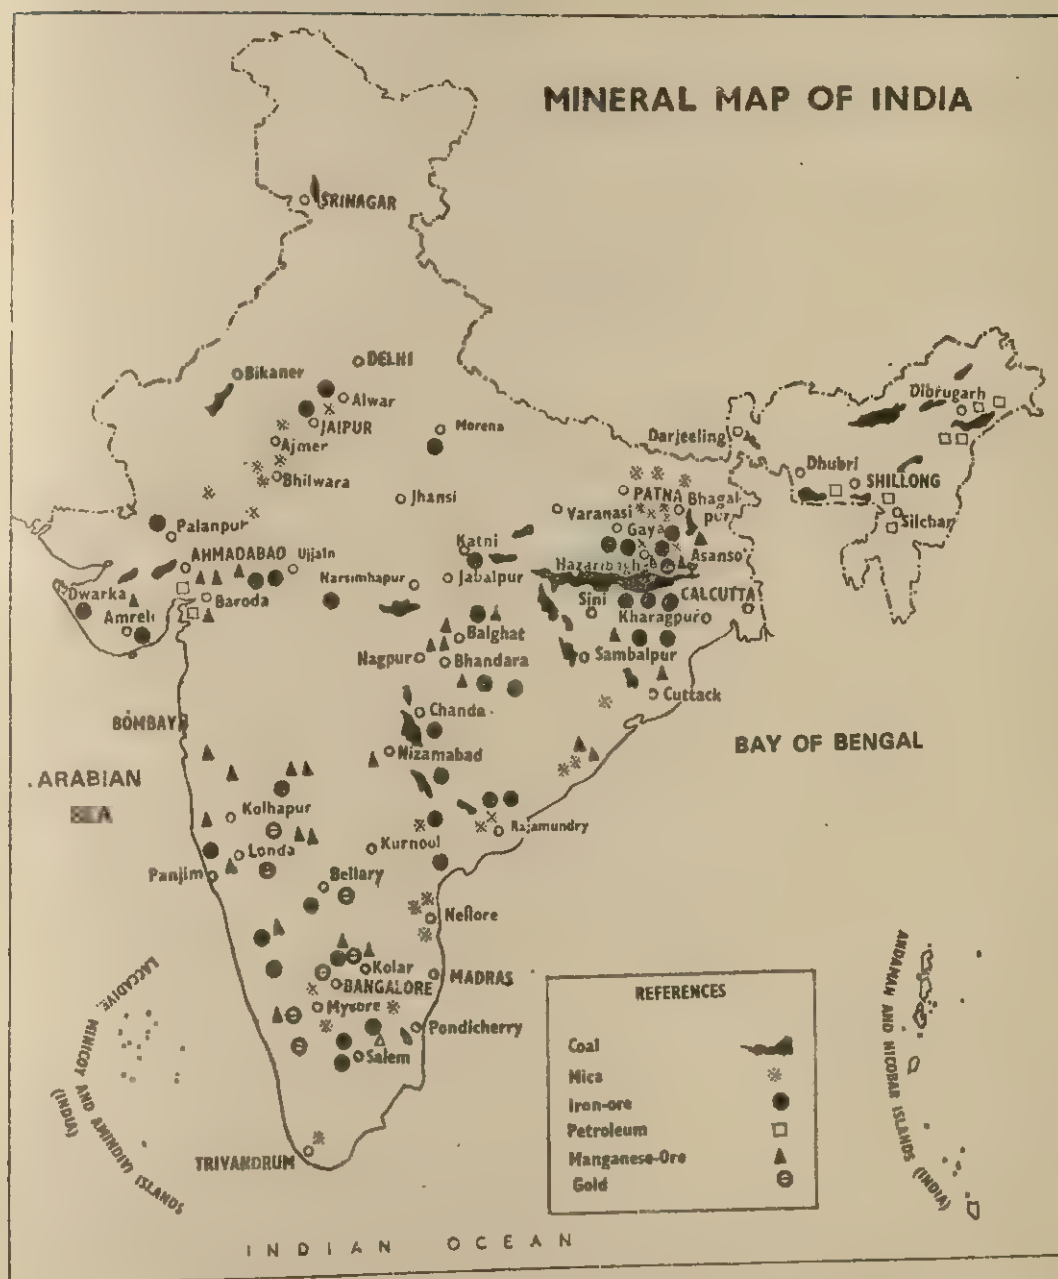 MINERAL MAP OF INDIA
SRINAGAR
DELHI
Bikaner
Alwar
JAIPUR
Morena
Ajmer
Bhilwara
Jhansi
Palanpur
AHMADABAD
Ujjain
Dwarka
Baroda
Amreli
Dibrugarh
Darjeeling
Dhubri
SHILLONG
Silchar
PATNA
Bhagal
pur
Varanasi
Gaya
Asanso
Katni
Narsimhapur
Jabalpur
Hazaribagh
Sini
CALCUTTA
Kharagpur
Balghat
Nagpur
Bhandara
Sambalpur
Cuttack
Chanda
BOMBAY
Nizamabad
BAY OF BENGAL
ARABIAN
SEA
Kolhapur
Rajamundry
Londa
Kurnool
Panjim
Bellary
Nellore
Kolar
BANGALORE
MADRAS
Mysore
Pondicherry
Salem
TRIVANDRUM
LACCADIVE
MINICOY AND AMINDIVI ISLANDS
(INDIA)
ANDAMAN AND NICOBAR ISLANDS (INDIA)
REFERENCES
Coal
Mica
Iron-ore
Petroleum
Manganese-Ore
Gold
INDIAN OCEAN